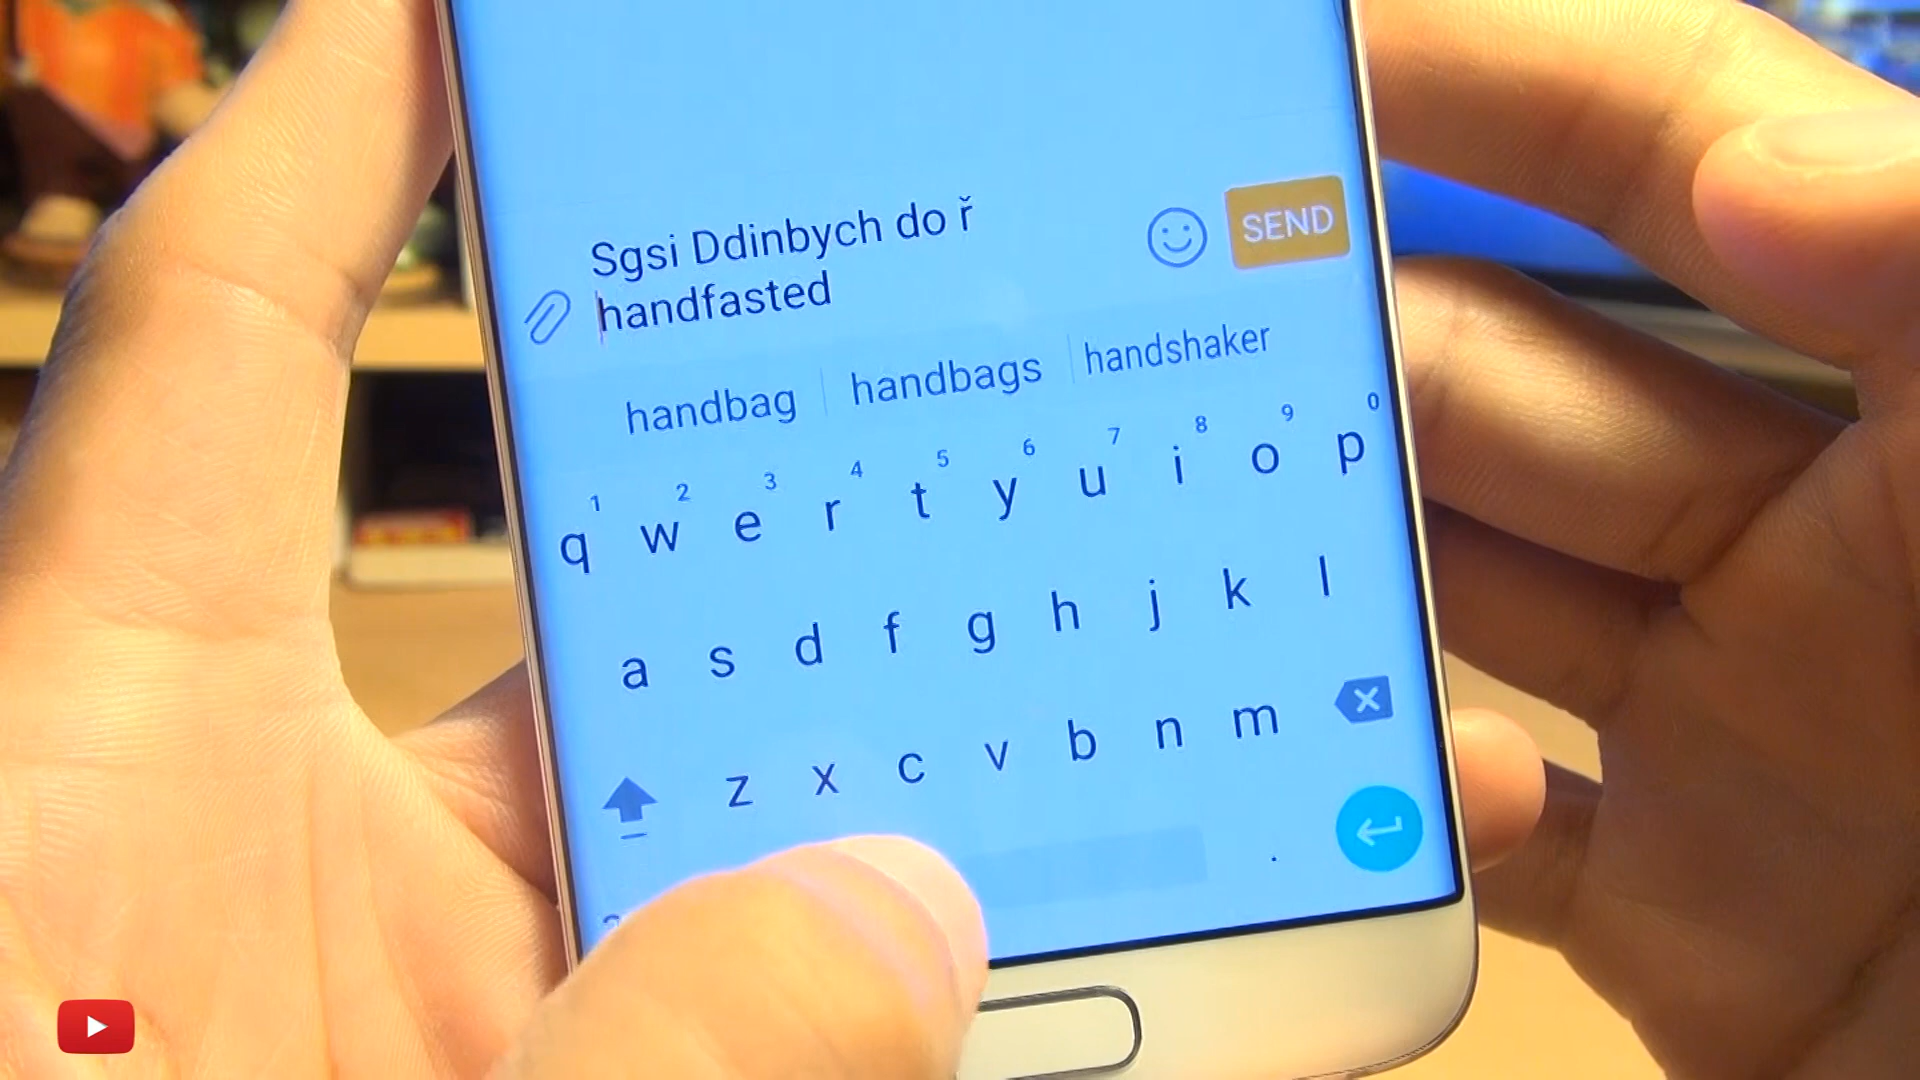 Sgsi Ddinbych do ř
handfasted
SEND
handbag handbags handshaker
1 2 3 4 5 6 7 8 9 0
q w e r t y u i o p
a s d f g h j k l
z x c v b n m
.